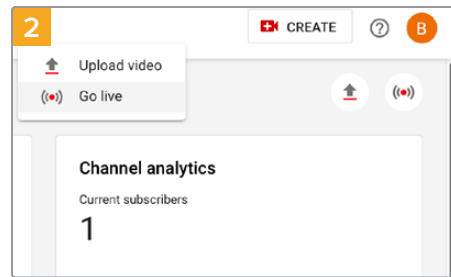 2
CREATE
B
Upload video
Go live
Channel analytics
Current subscribers
1